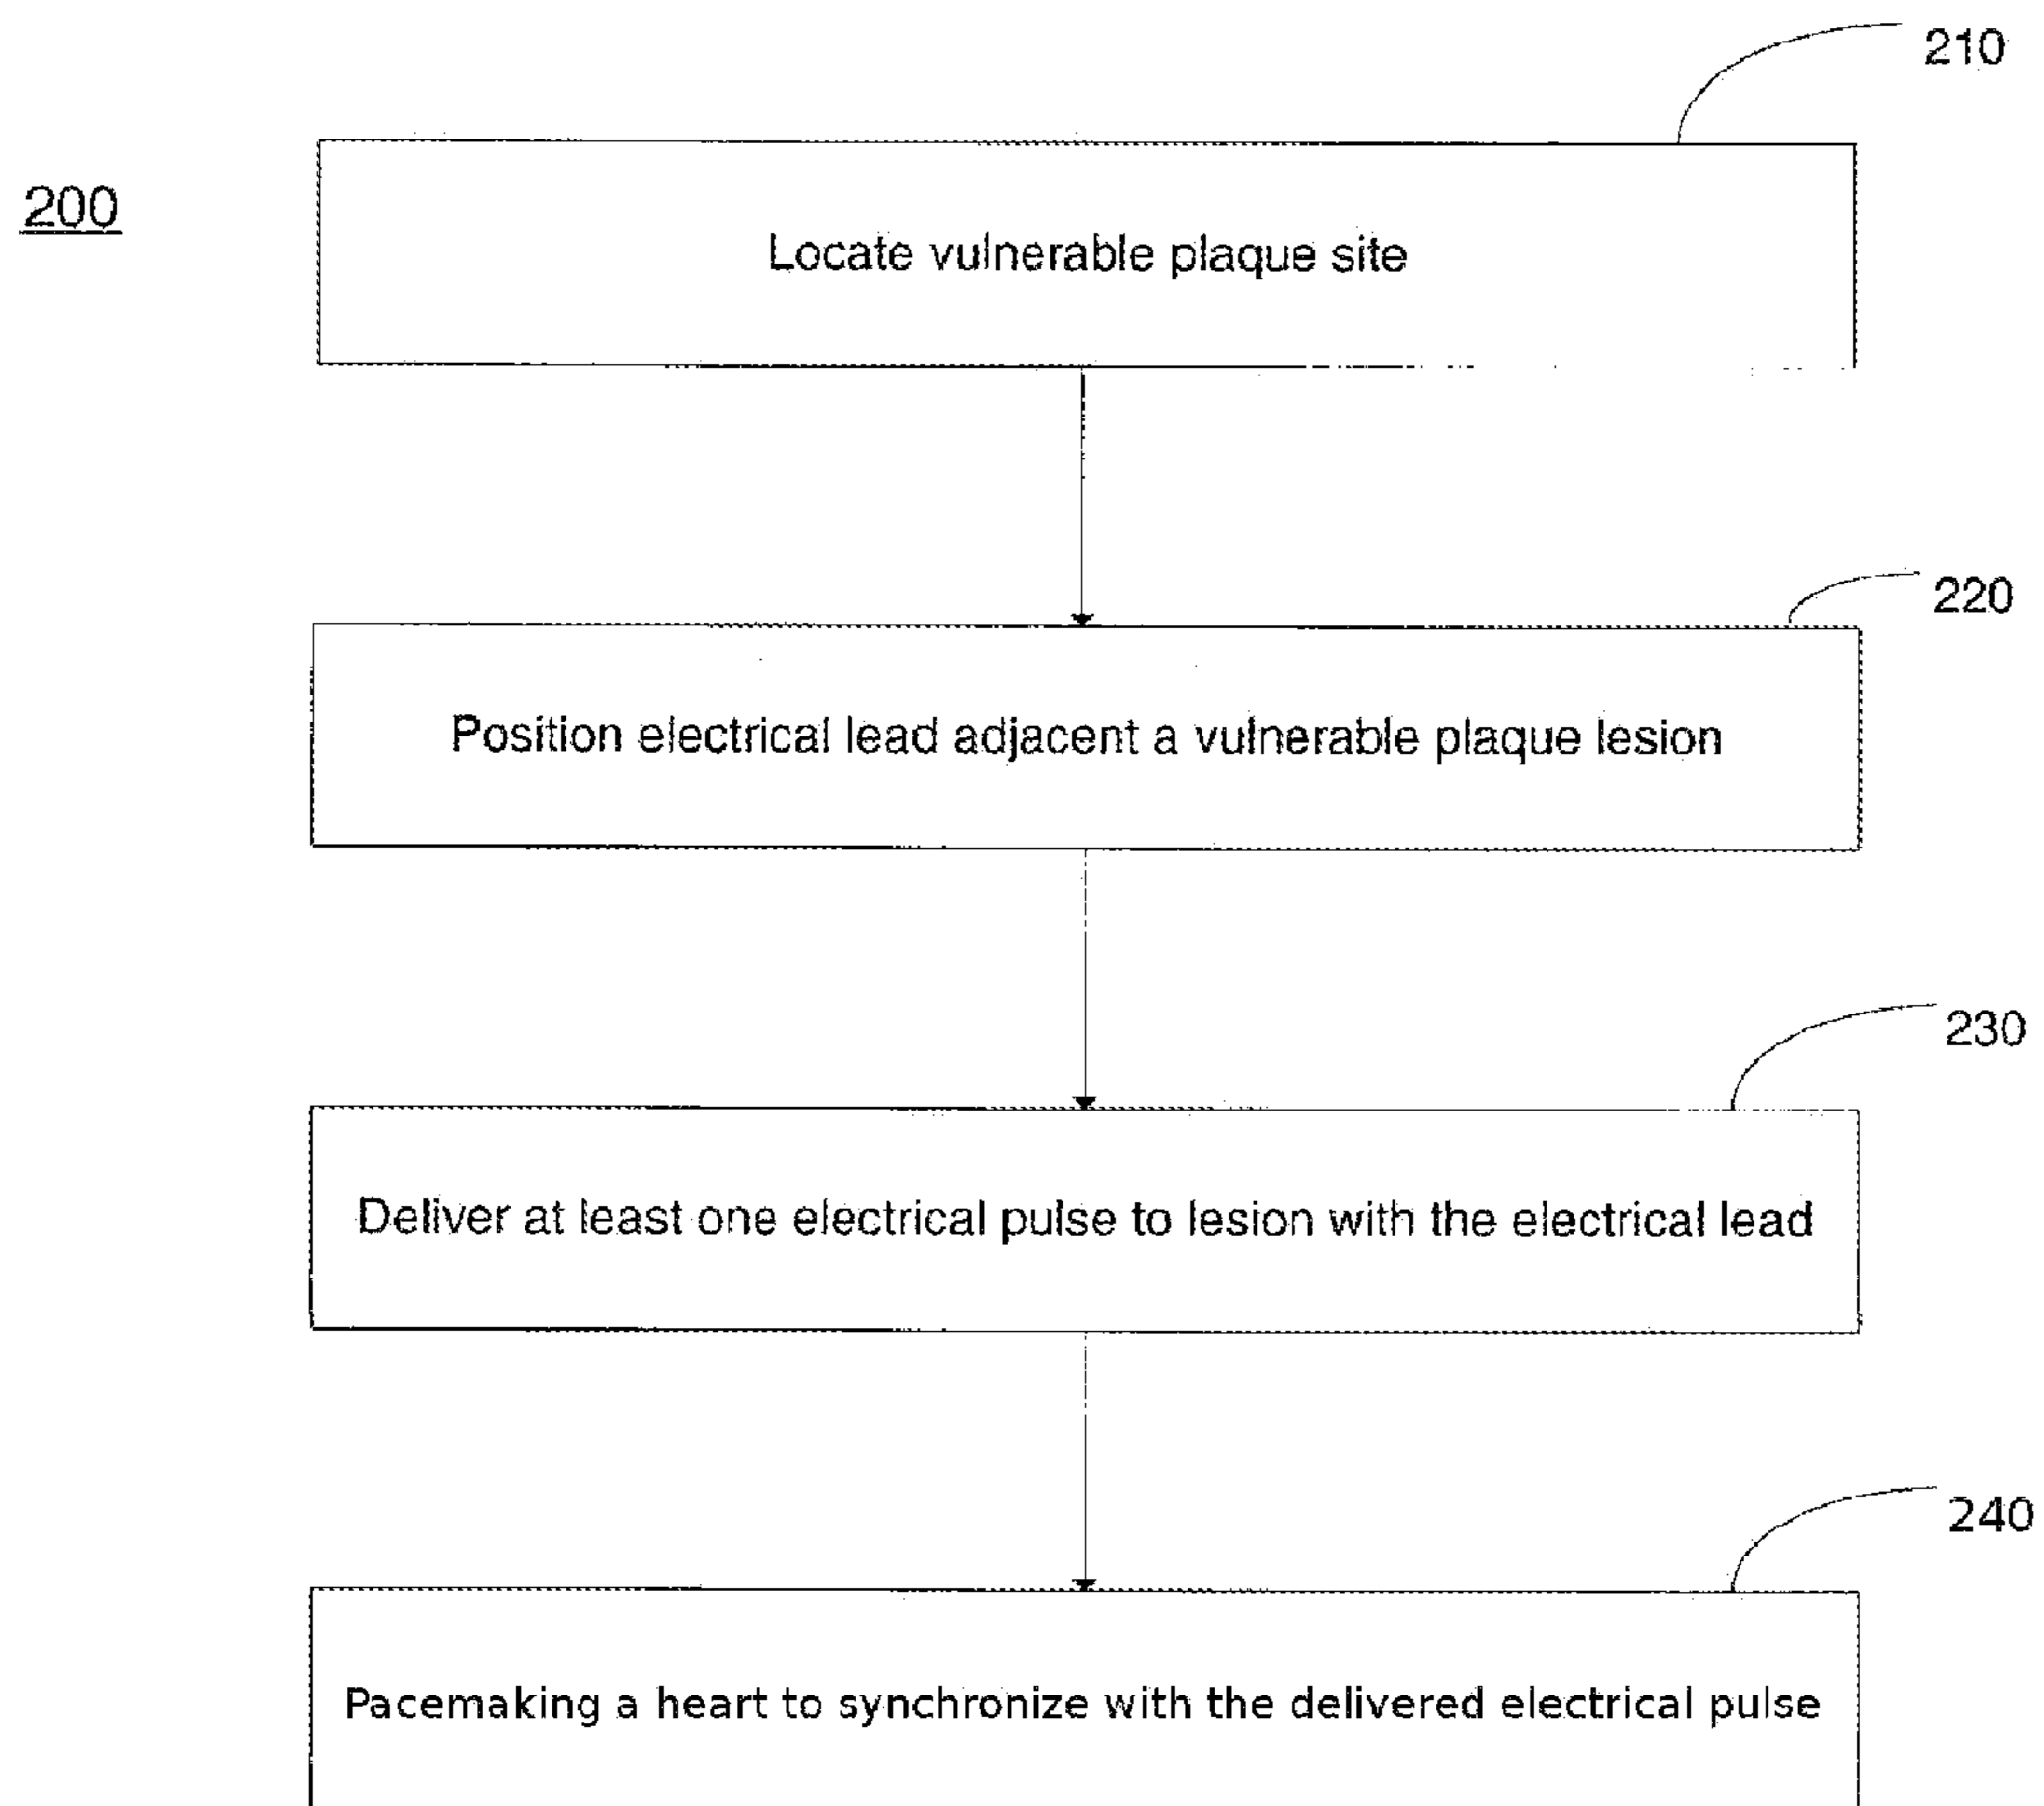 210
200
Locate vulnerable plaque site
220
Position electrical lead adjacent a vulnerable plaque lesion
230
Deliver at least one electrical pulse to lesion with the electrical lead
240
Pacemaking a heart to synchronize with the delivered electrical pulse